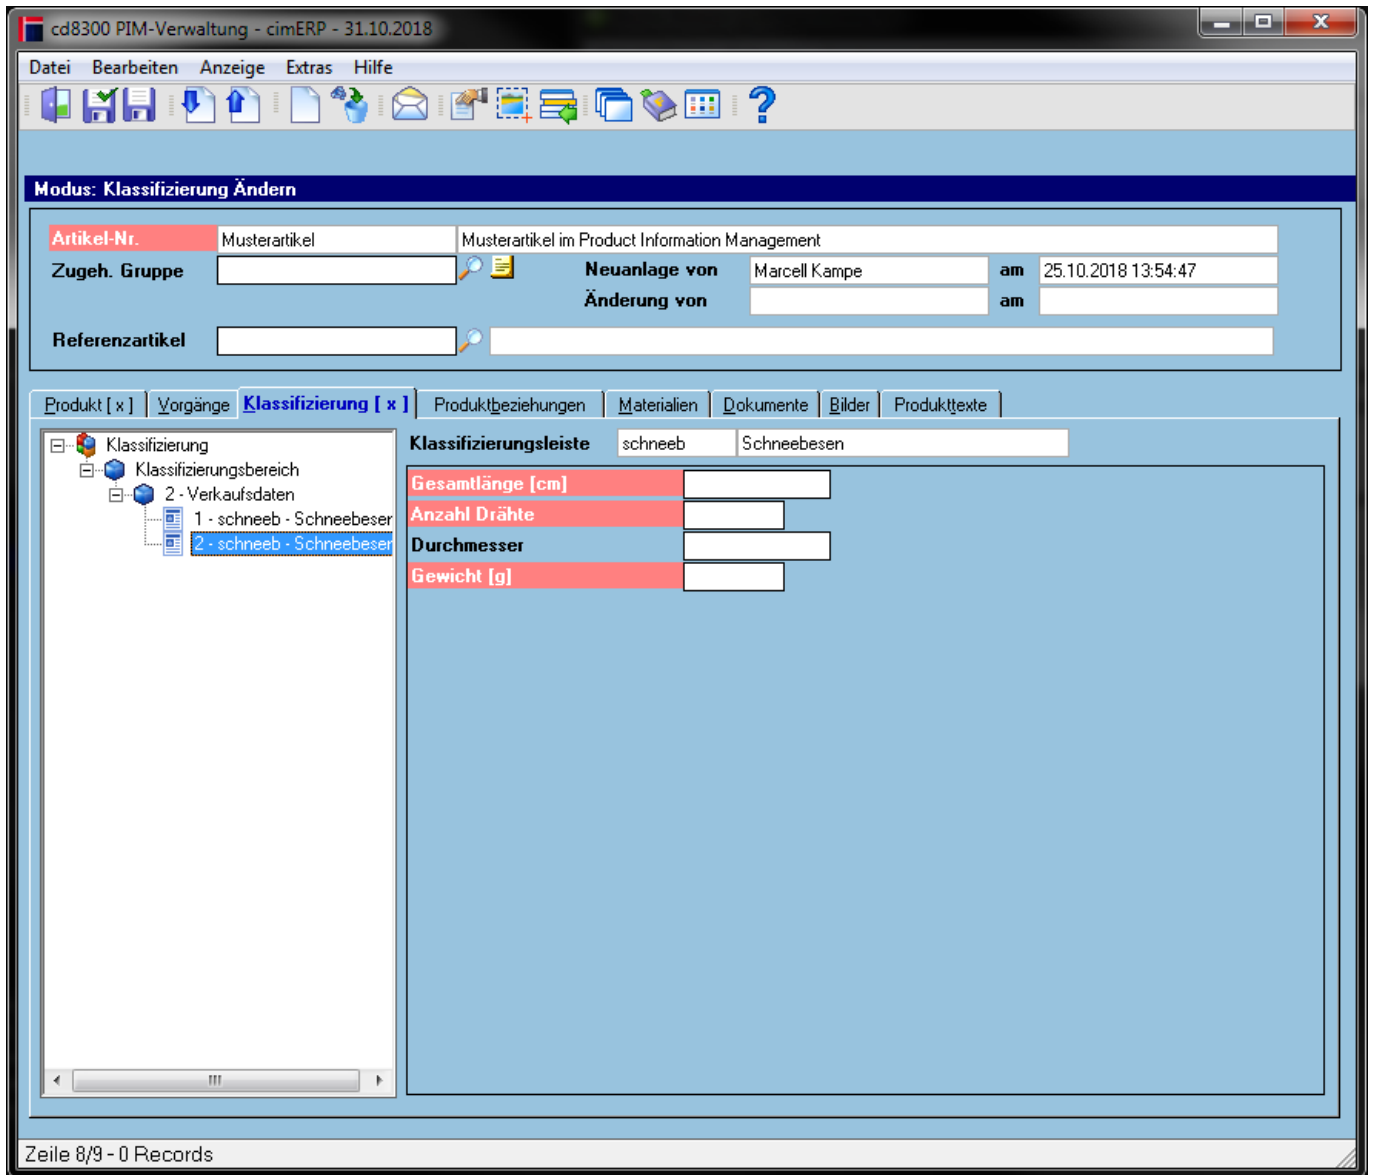 cd8300 PIM-Verwaltung - cimERP - 31.10.2018
Datei Bearbeiten Anzeige Extras Hilfe
Modus: Klassifizierung Ändern
Artikel-Nr. Musterartikel Musterartikel im Product Information Management
Zugeh. Gruppe Neuanlage von Marcell Kampe am 25.10.2018 13:54:47
Änderung von am
Referenzartikel
Produkt [ x ] Vorgänge Klassifizierung [ x ] Produktbeziehungen Materialien Dokumente Bilder Produkttexte
Klassifizierung Klassifizierungsleiste schneeb Schneebesen
Klassifizierungsbereich
Gesamtlänge [cm]
2 - Verkaufsdaten
1 - schneeb - Schneebeser
Anzahl Drähte
2 - schneeb - Schneebeser
Durchmesser
Gewicht [g]
Zeile 8/9 - 0 Records